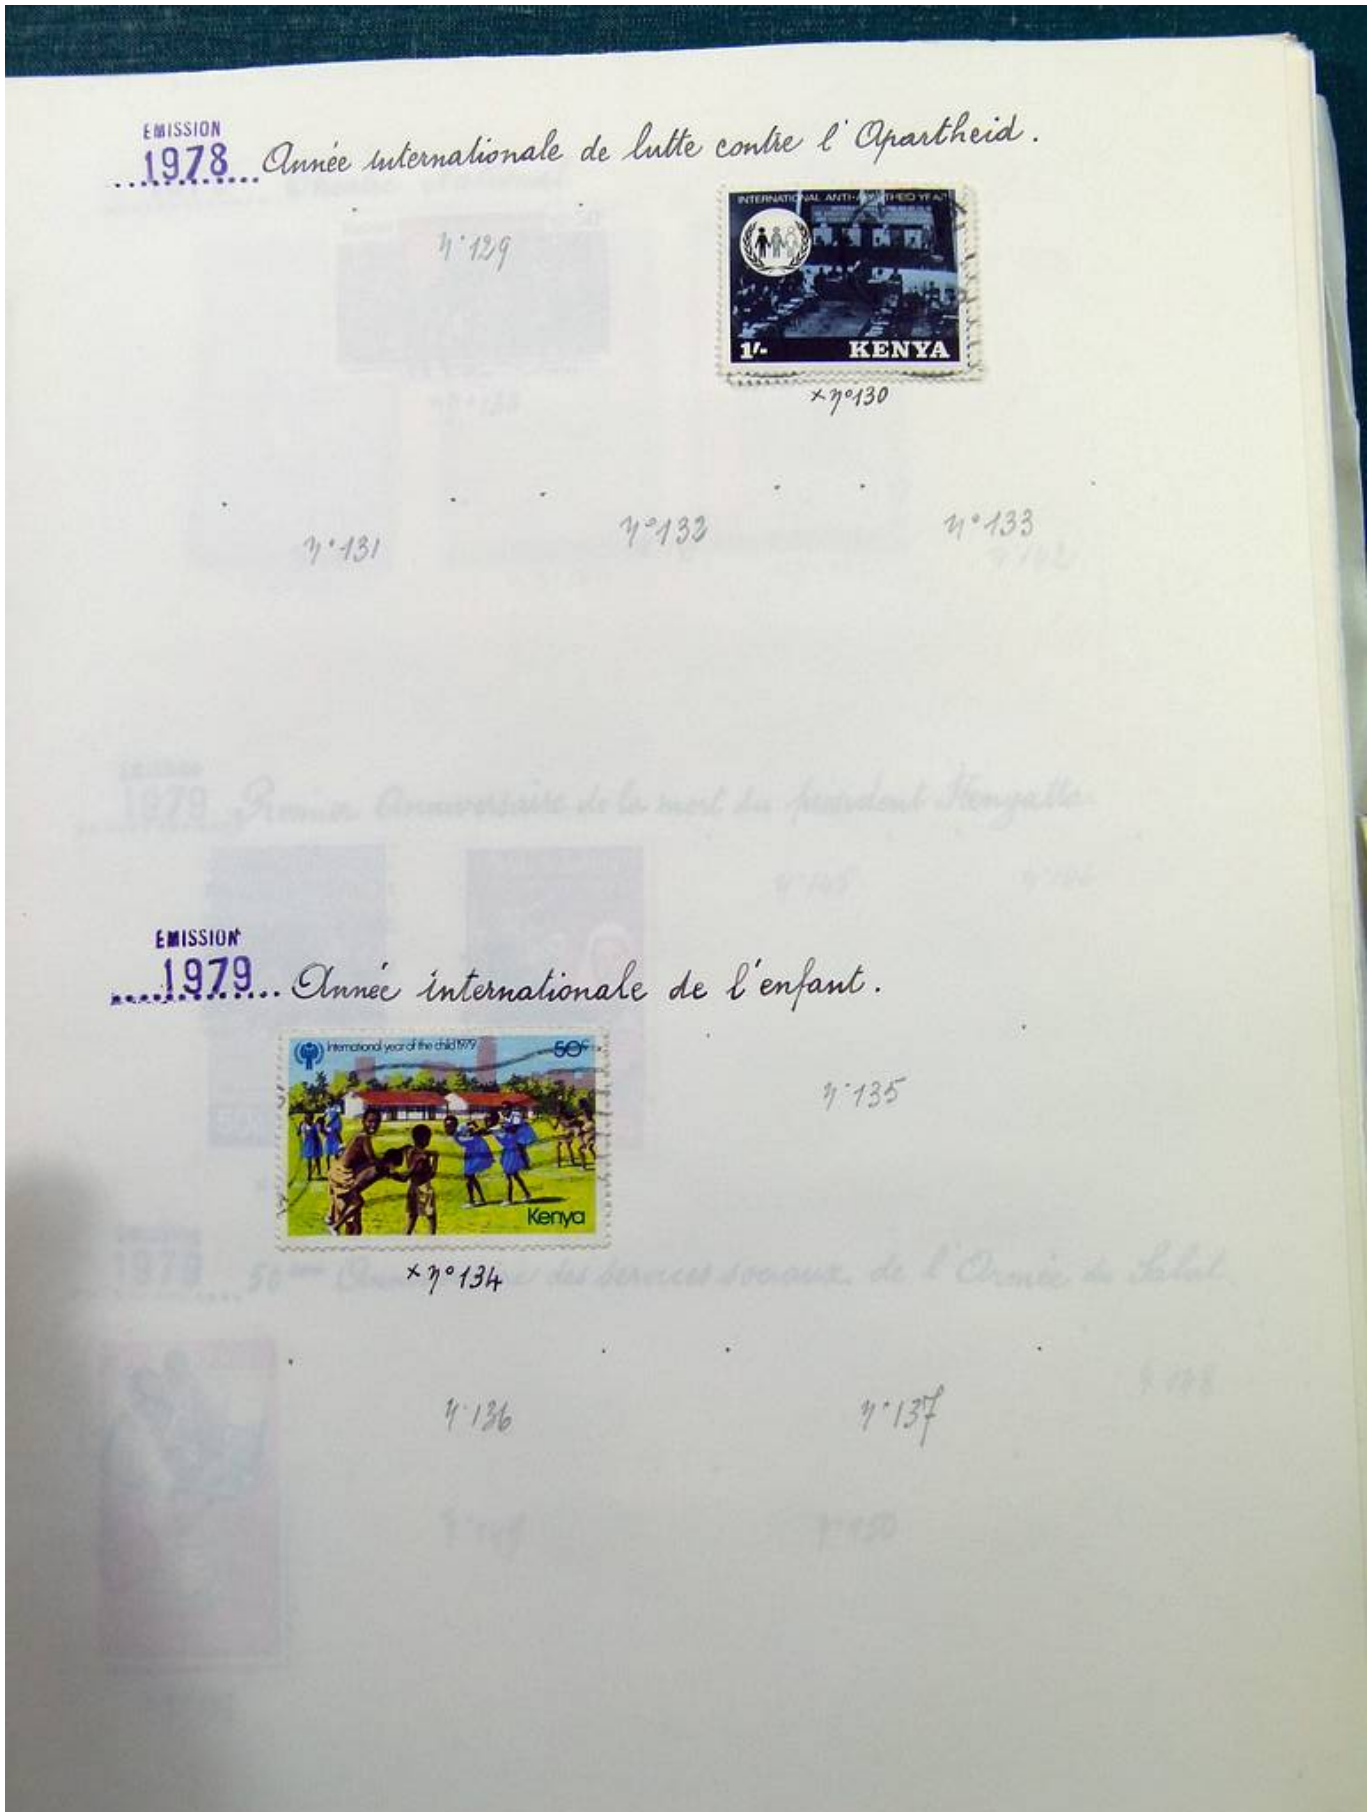 EMISSION
1978 Année internationale de lutte contre l'Apartheid.
INTERNATIONAL ANTI-APARTHEID YEAR
n°129
1/- KENYA
x n°130
n°131 n°132 n°133
EMISSION
1979 Année internationale de l'enfant.
International year of the child 1979 50c
n°135
Kenya
x n°134
n°136 n°137